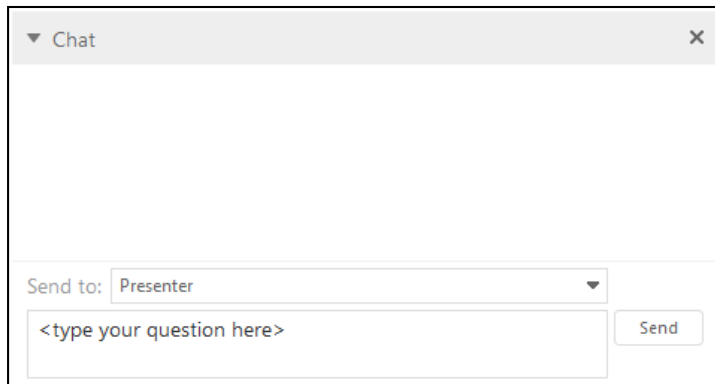 Chat
Send to: Presenter
<type your question here>
Send